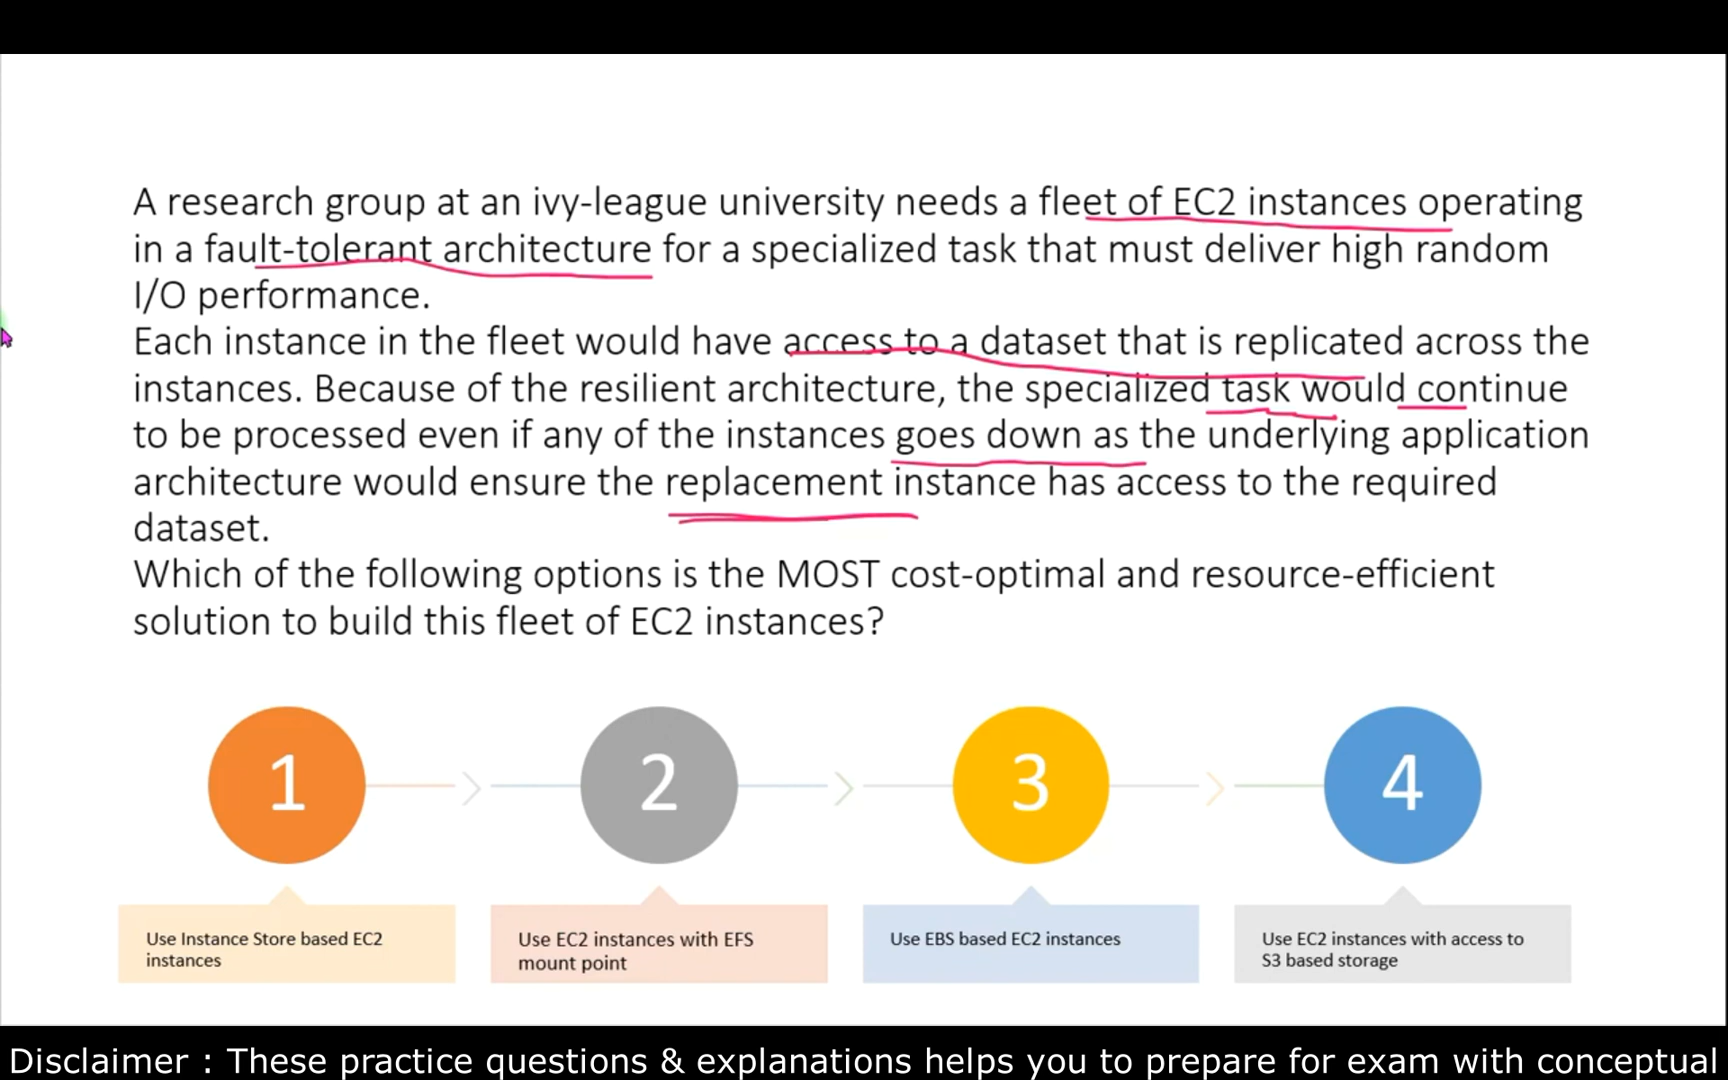 A research group at an ivy-league university needs a fleet of EC2 instances operating
in a fault-tolerant architecture for a specialized task that must deliver high random
I/O performance.
Each instance in the fleet would have access to a dataset that is replicated across the
instances. Because of the resilient architecture, the specialized task would continue
to be processed even if any of the instances goes down as the underlying application
architecture would ensure the replacement instance has access to the required
dataset.
Which of the following options is the MOST cost-optimal and resource-efficient
solution to build this fleet of EC2 instances?
1
2
3
4
Use Instance Store based EC2
instances
Use EC2 instances with EFS
mount point
Use EBS based EC2 instances
Use EC2 instances with access to
S3 based storage
Disclaimer : These practice questions & explanations helps you to prepare for exam with conceptual